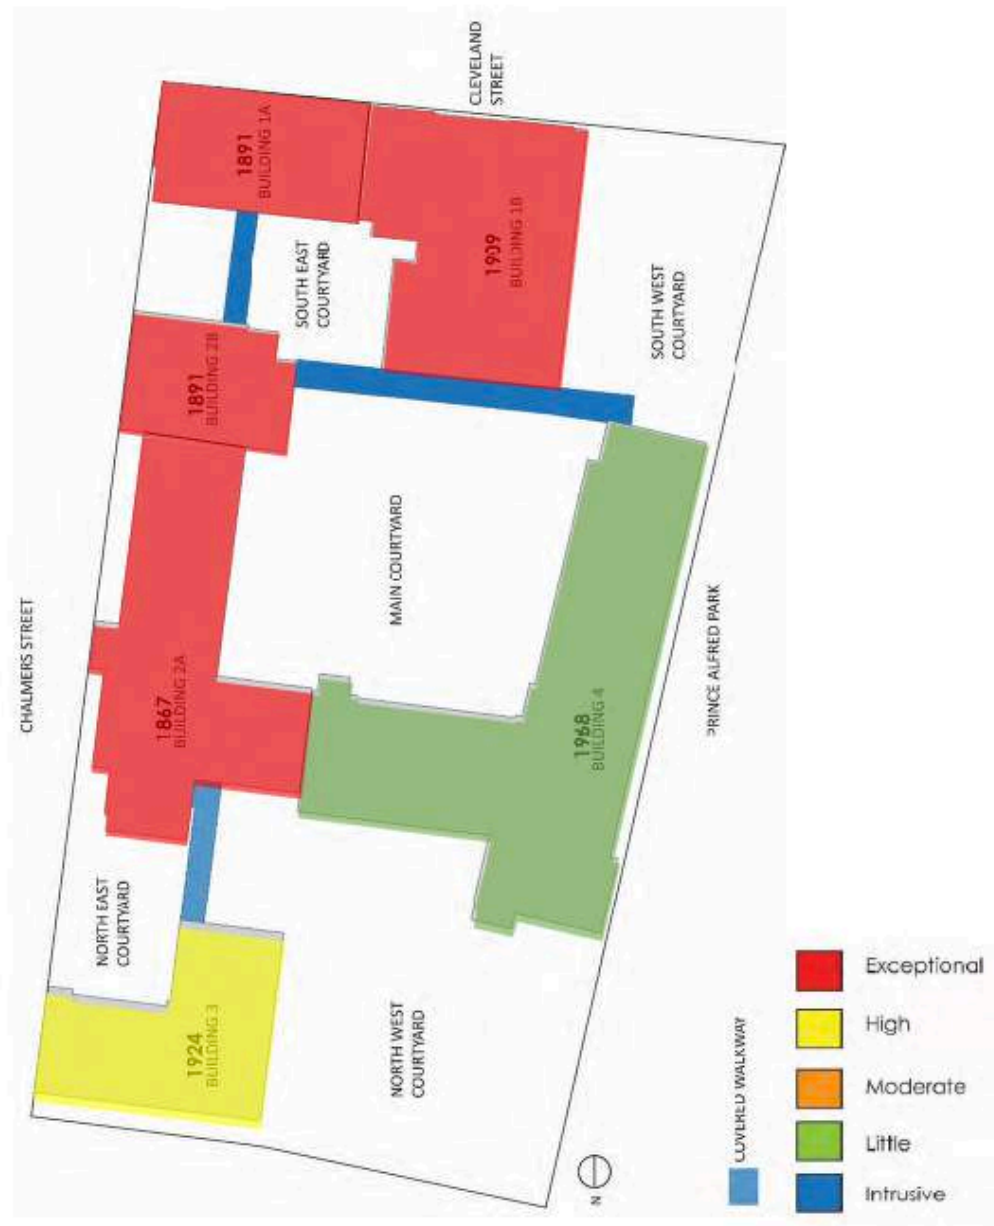 CLEVELAND
STREET
1891
BUILDING 1A
1909
BUILDING 1B
SOUTH EAST
COURTYARD
SOUTH WEST
COURTYARD
1891
BUILDING 2B
MAIN COURTYARD
CHALMERS STREET
1867
BUILDING 2A
1968
BUILDING 4
PRINCE ALFRED PARK
NORTH EAST
COURTYARD
1924
BUILDING 3
NORTH WEST
COURTYARD
N
COVERED WALKWAY
Exceptional
High
Moderate
Little
Intrusive